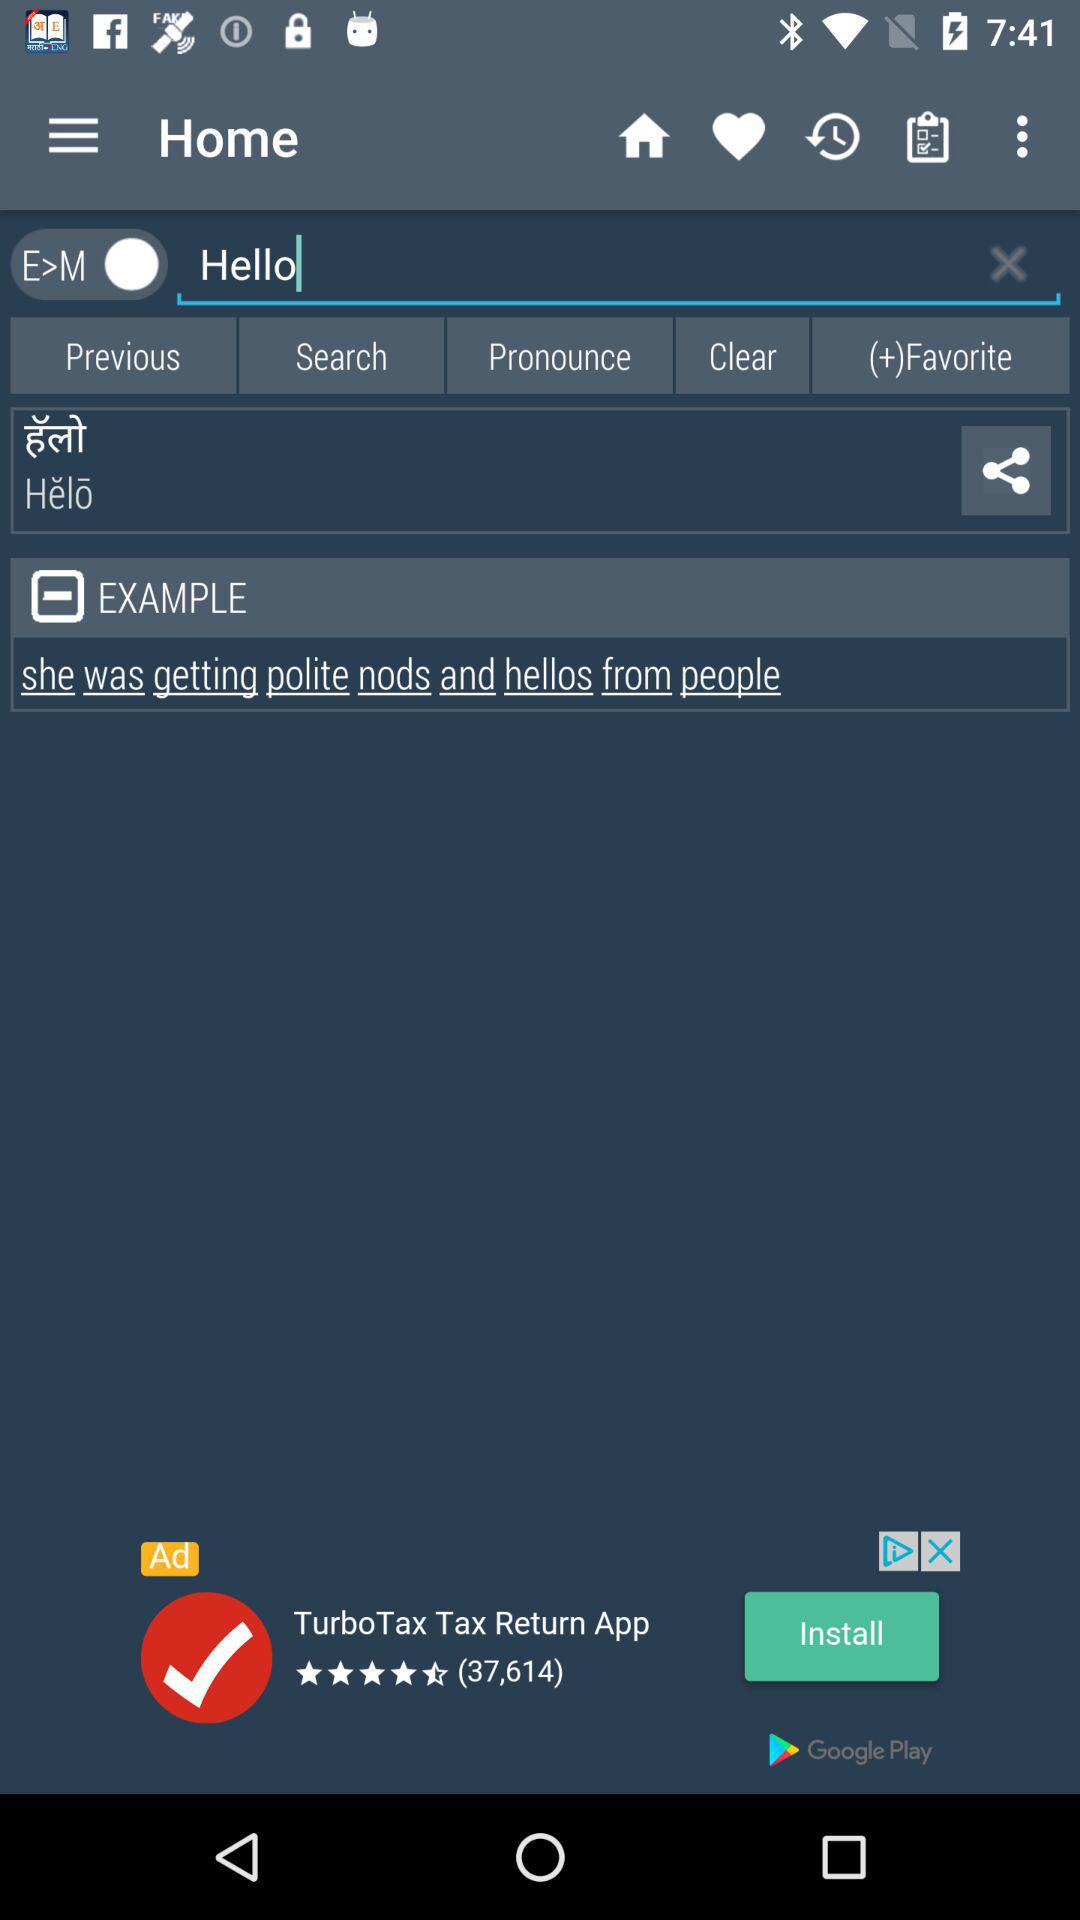 FAKE 7:41
Home
E>M Hello
Previous Search Pronounce Clear (+)Favorite
हॅलो
Hĕlō
EXAMPLE
she was getting polite nods and hellos from people
Ad
TurboTax Tax Return App
(37,614)
Install
Google Play